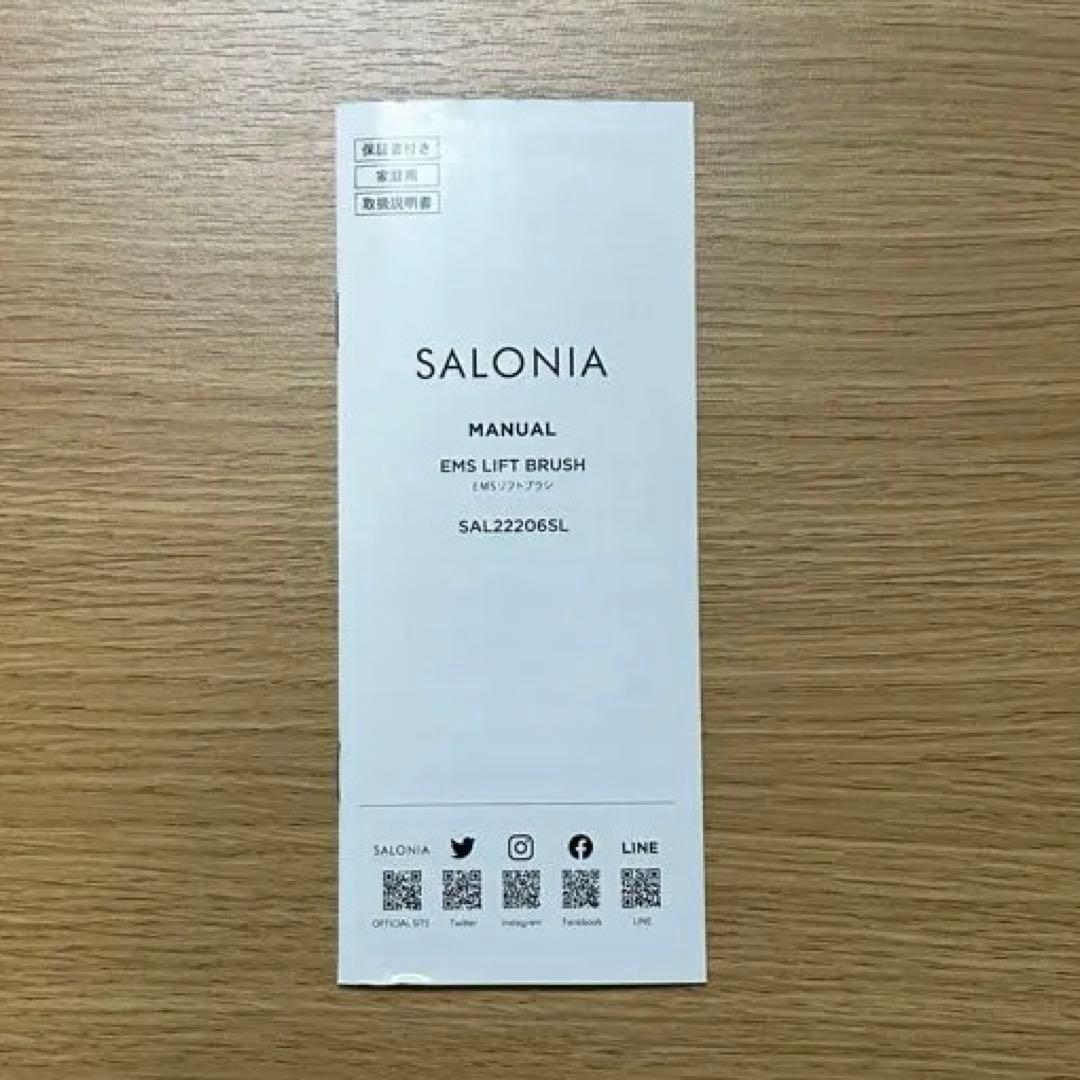 保証書付き
家庭用
取扱説明書
SALONIA
MANUAL
EMS LIFT BRUSH
EMSリフトブラシ
SAL22206SL
SALONIA
LINE
OFFICIAL SITE
Twitter
Instagram
Facebook
LINE